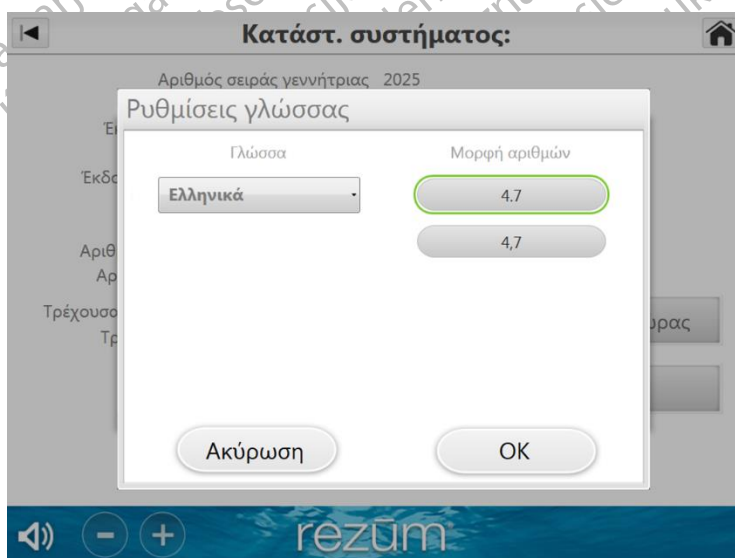 Κατάστ. συστήματος:
Αριθμός σειράς γεννήτριας 2025
Ρυθμίσεις γλώσσας
Γλώσσα Μορφή αριθμών
Ελληνικά 4.7
4,7
Ακύρωση OK
rezūm